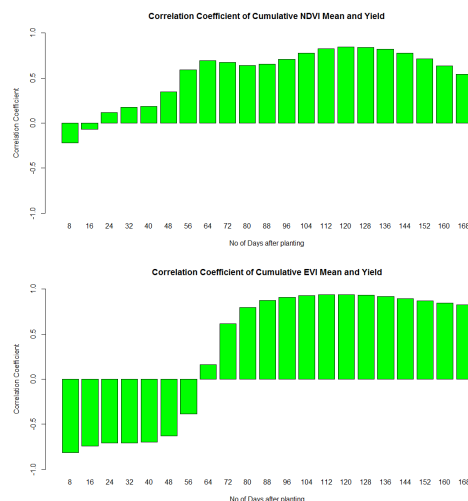 Correlation Coefficient of Cumulative NDVI Mean and Yield
1.0
0.5
0.0
-0.5
-1.0
Correlation Coefficient
8 16 24 32 40 48 56 64 72 80 88 96 104 112 120 128 136 144 152 160 168
No of Days after planting
Correlation Coefficient of Cumulative EVI Mean and Yield
1.0
0.5
0.0
-0.5
-1.0
Correlation Coefficient
8 16 24 32 40 48 56 64 72 80 88 96 104 112 120 128 136 144 152 160 168
No of Days after planting